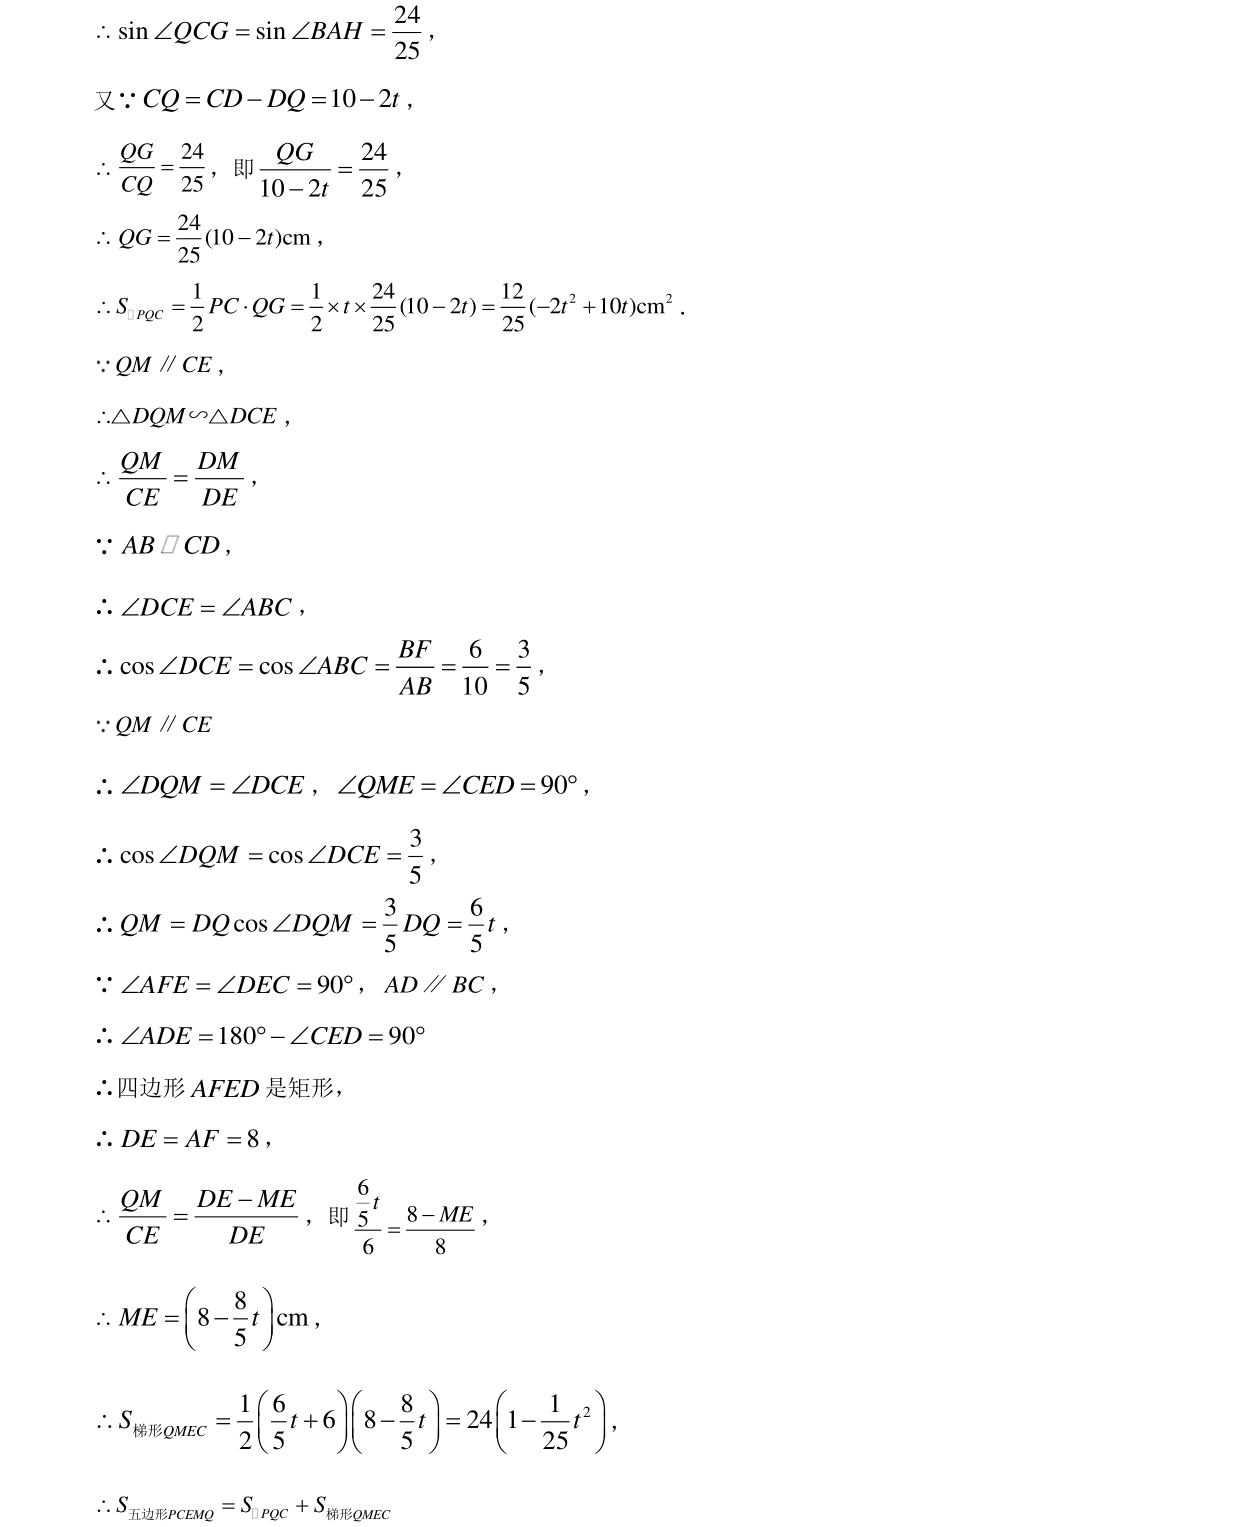 ∴ sin∠QCG = sin∠BAH = 24/25，
又∵ CQ = CD − DQ = 10 − 2t，
∴ QG/CQ = 24/25，即 QG/(10 − 2t) = 24/25，
∴ QG = 24/25(10 − 2t)cm，
∴ S▯PQC = 1/2 PC · QG = 1/2 × t × 24/25(10 − 2t) = 12/25(−2t² + 10t)cm²．
∵ QM // CE，
∴△DQM∽△DCE，
∴ QM/CE = DM/DE，
∵ AB ▯ CD，
∴ ∠DCE = ∠ABC，
∴ cos∠DCE = cos∠ABC = BF/AB = 6/10 = 3/5，
∵ QM // CE
∴ ∠DQM = ∠DCE，∠QME = ∠CED = 90°，
∴ cos∠DQM = cos∠DCE = 3/5，
∴ QM = DQ cos∠DQM = 3/5 DQ = 6/5 t，
∵ ∠AFE = ∠DEC = 90°，AD // BC，
∴ ∠ADE = 180° − ∠CED = 90°
∴四边形 AFED 是矩形，
∴ DE = AF = 8，
∴ QM/CE = (DE − ME)/DE，即 (6/5 t)/6 = (8 − ME)/8，
∴ ME = (8 − 8/5 t)cm，
∴ S梯形QMEC = 1/2(6/5 t + 6)(8 − 8/5 t) = 24(1 − 1/25 t²)，
∴ S五边形PCEMQ = S▯PQC + S梯形QMEC